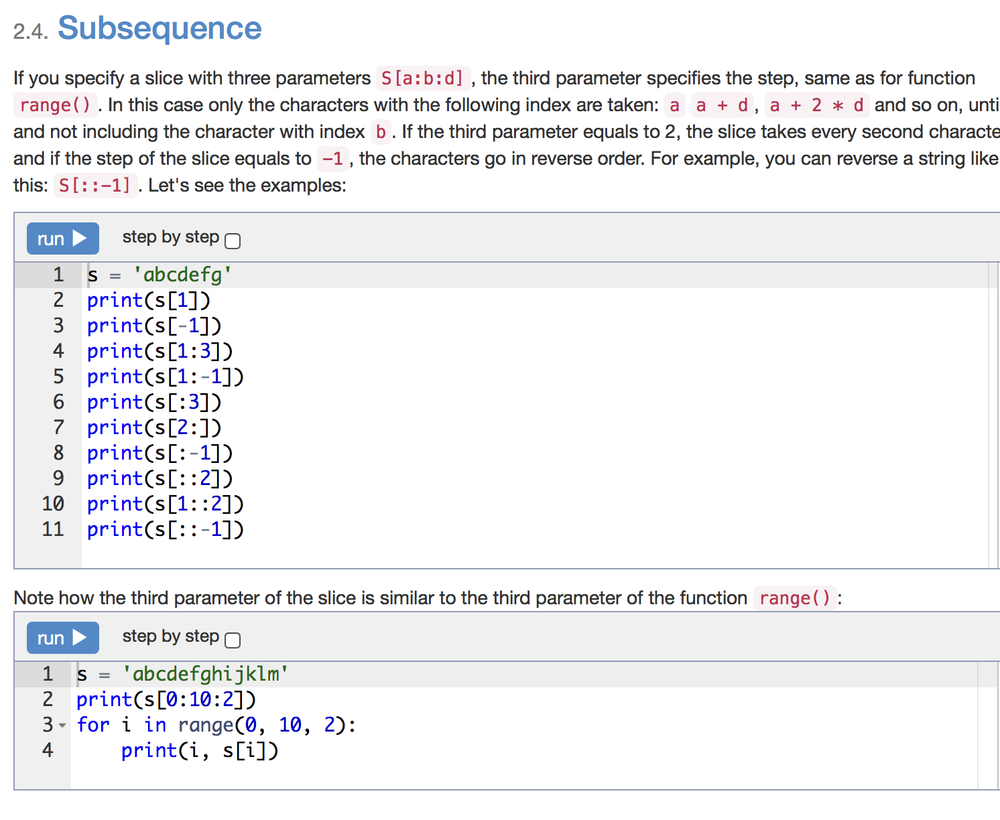 2.4. Subsequence
If you specify a slice with three parameters S[a:b:d] , the third parameter specifies the step, same as for function
range() . In this case only the characters with the following index are taken: a a + d , a + 2 * d and so on, unti
and not including the character with index b . If the third parameter equals to 2, the slice takes every second characte
and if the step of the slice equals to -1 , the characters go in reverse order. For example, you can reverse a string like
this: S[::-1] . Let's see the examples:
run step by step
1 s = 'abcdefg'
2 print(s[1])
3 print(s[-1])
4 print(s[1:3])
5 print(s[1:-1])
6 print(s[:3])
7 print(s[2:])
8 print(s[:-1])
9 print(s[::2])
10 print(s[1::2])
11 print(s[::-1])
Note how the third parameter of the slice is similar to the third parameter of the function range() :
run step by step
1 s = 'abcdefghijklm'
2 print(s[0:10:2])
3 for i in range(0, 10, 2):
4     print(i, s[i])